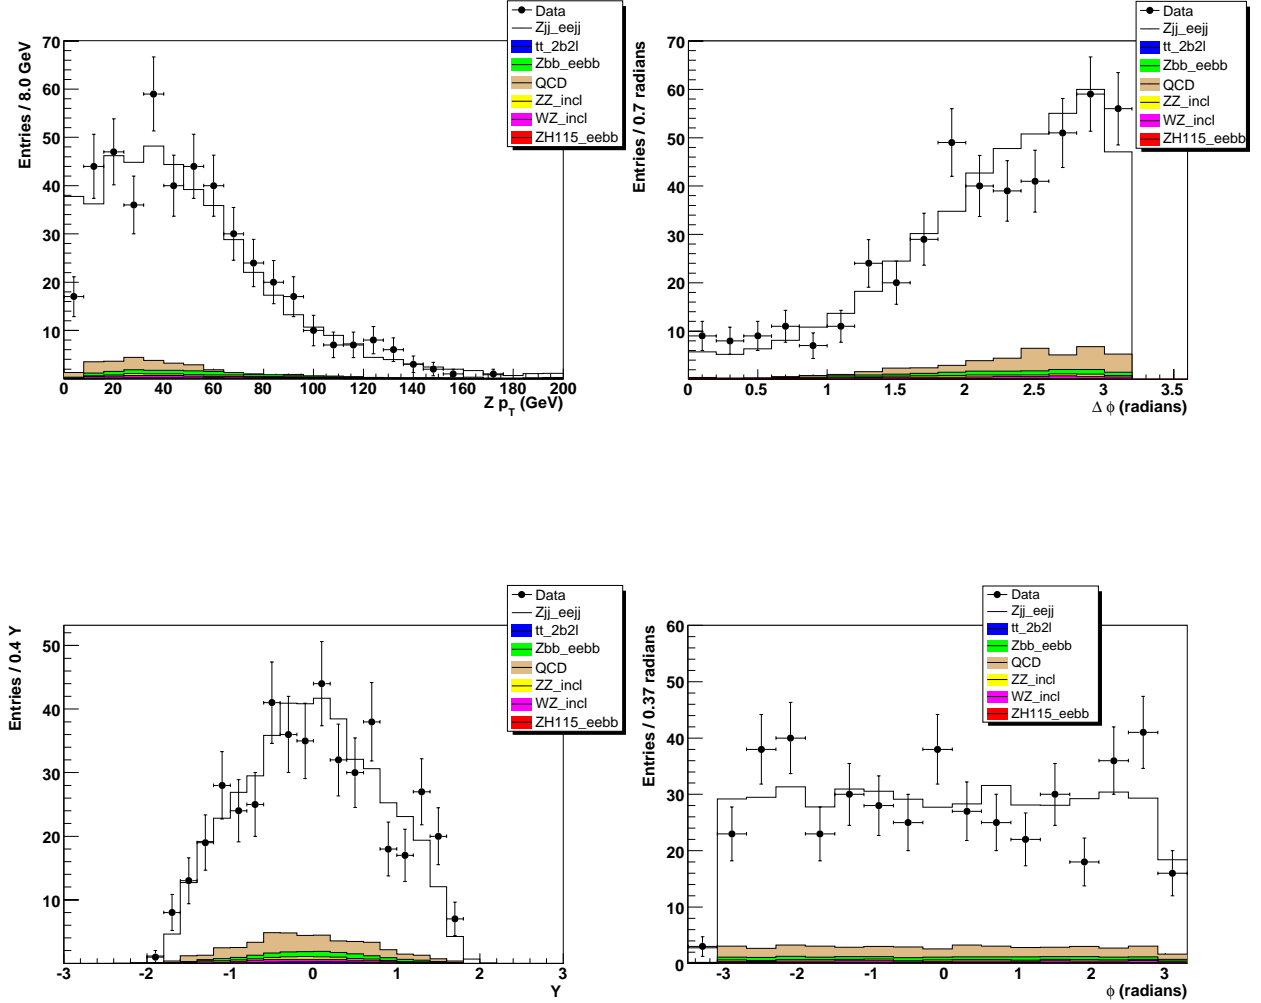 Entries / 8.0 GeV
70
60
50
40
30
20
10
0 20 40 60 80 100 120 140 160 180 200
Z pT (GeV)
Data
Zjj_eejj
tt_2b2l
Zbb_eebb
QCD
ZZ_incl
WZ_incl
ZH115_eebb
Entries / 0.7 radians
70
60
50
40
30
20
10
0
0 0.5 1 1.5 2 2.5 3 3.5
Δ ϕ (radians)
Data
Zjj_eejj
tt_2b2l
Zbb_eebb
QCD
ZZ_incl
WZ_incl
ZH115_eebb
Entries / 0.4 Y
50
40
30
20
10
0
-3 -2 -1 0 1 2 3
Y
Data
Zjj_eejj
tt_2b2l
Zbb_eebb
QCD
ZZ_incl
WZ_incl
ZH115_eebb
Entries / 0.37 radians
60
50
40
30
20
10
0
-3 -2 -1 0 1 2 3
ϕ (radians)
Data
Zjj_eejj
tt_2b2l
Zbb_eebb
QCD
ZZ_incl
WZ_incl
ZH115_eebb